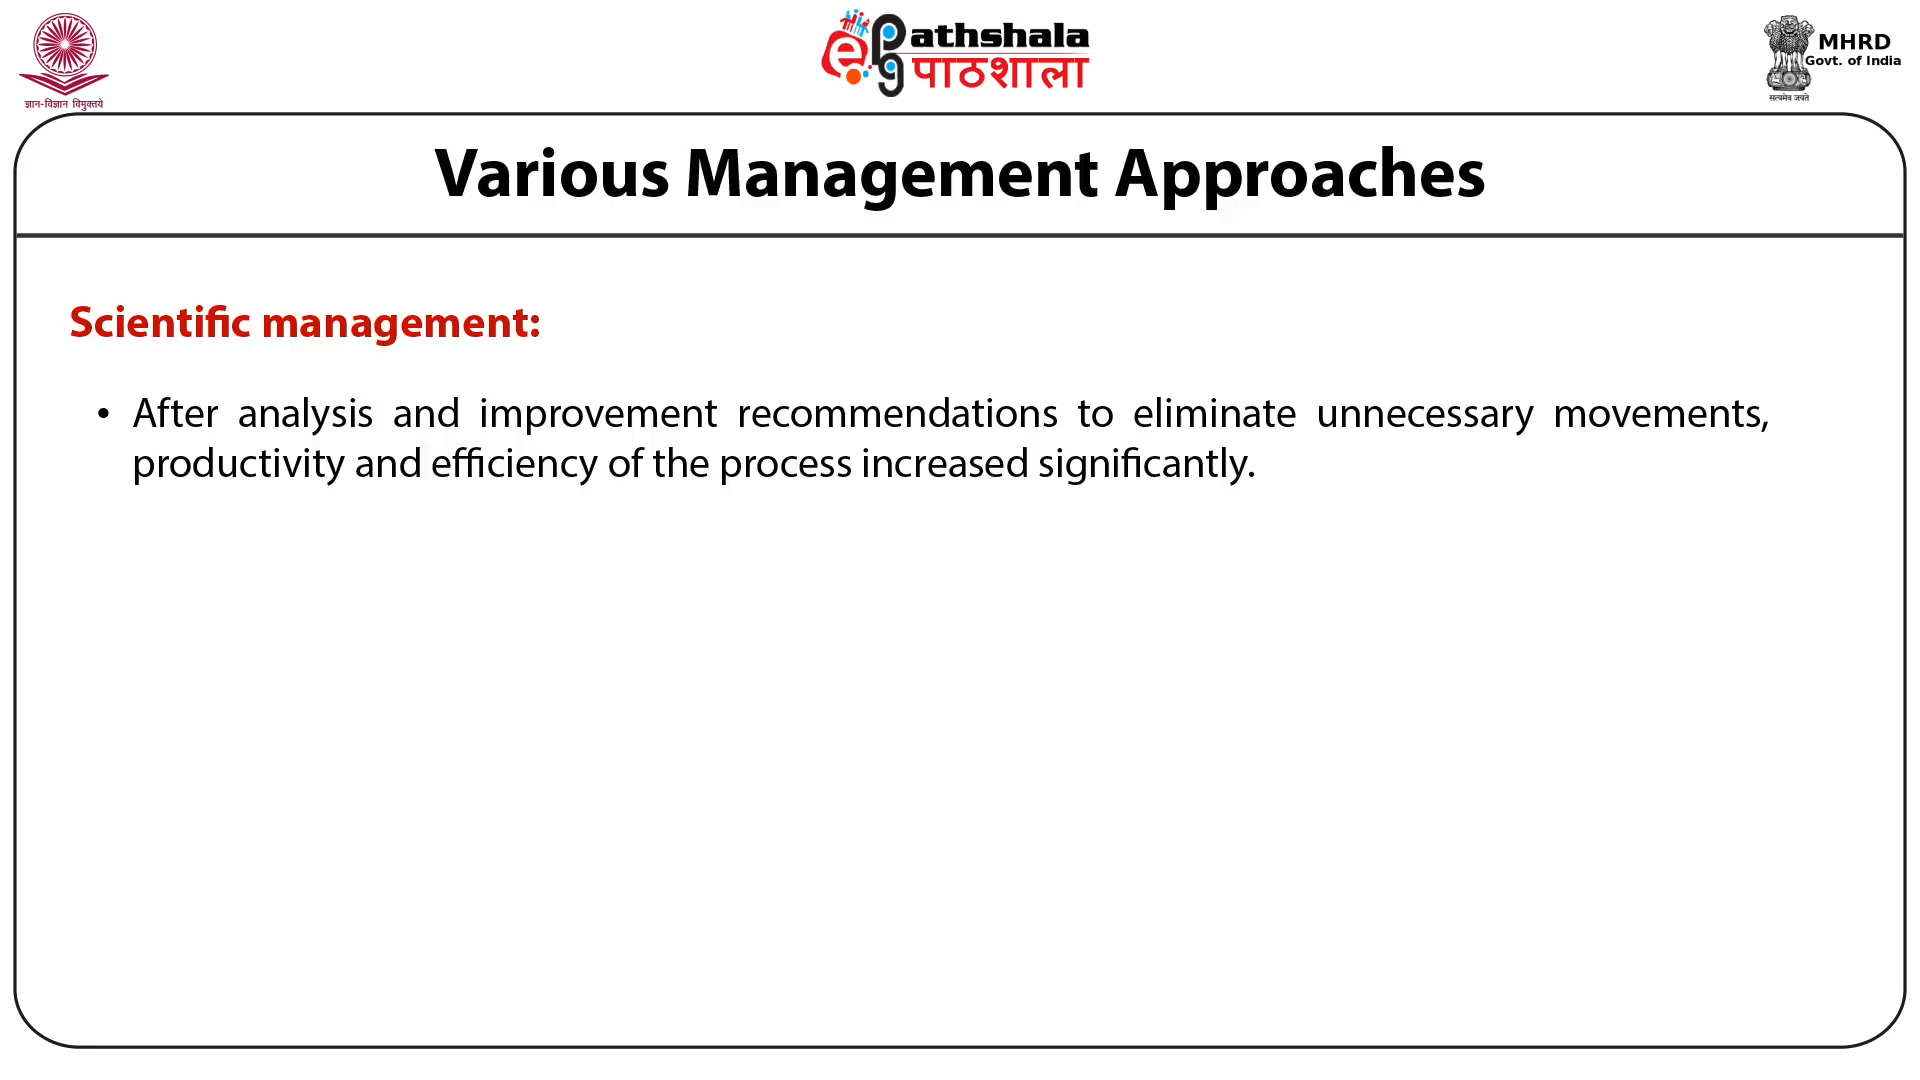 ज्ञान-विज्ञान विमुक्तये
e pg athshala
पाठशाला
MHRD
Govt. of India
सत्यमेव जयते
Various Management Approaches
Scientific management:
• After analysis and improvement recommendations to eliminate unnecessary movements,
productivity and efficiency of the process increased significantly.